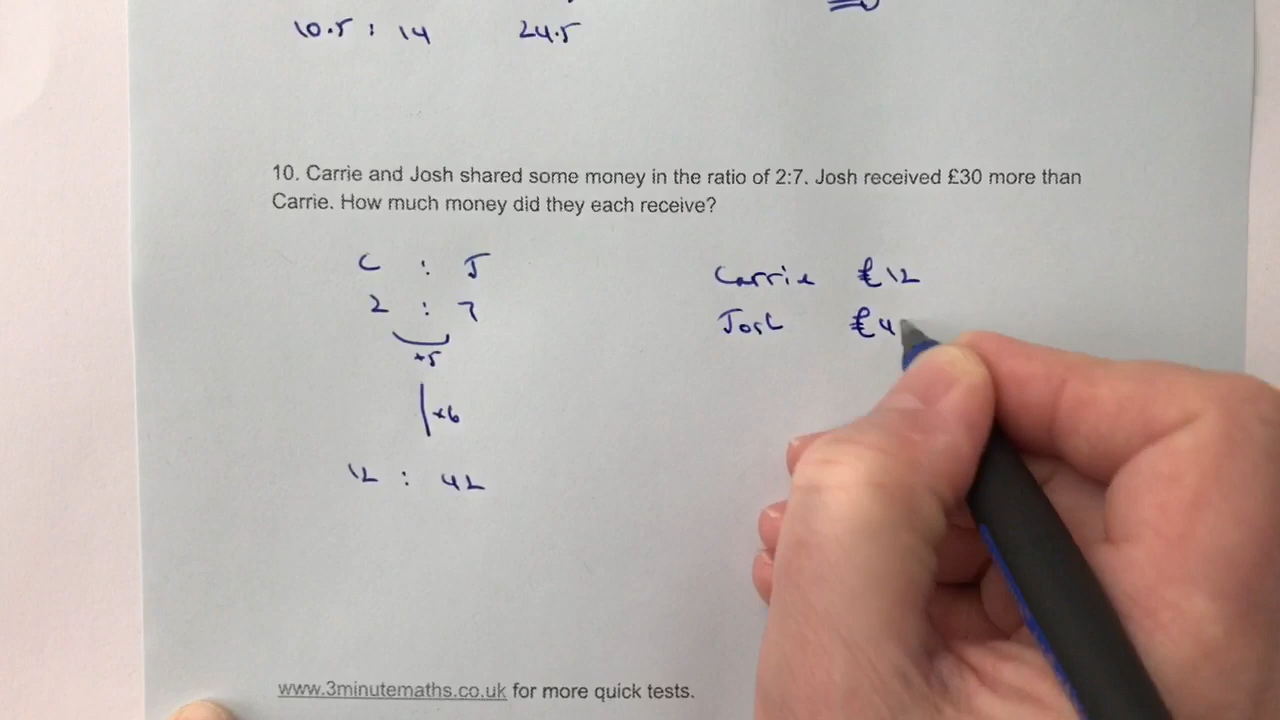 10.5 : 14 24.5
10. Carrie and Josh shared some money in the ratio of 2:7. Josh received £30 more than
Carrie. How much money did they each receive?
C : J
2 : 7
+5
×6
12 : 42
Carrie £12
Josh £4
www.3minutemaths.co.uk for more quick tests.